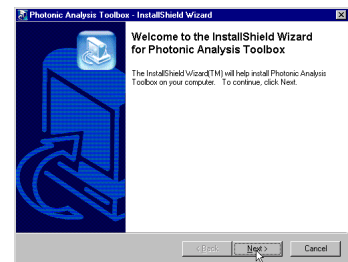 Photonic Analysis Toolbox - InstallShield Wizard
Welcome to the InstallShield Wizard
for Photonic Analysis Toolbox
The InstallShield Wizard(TM) will help install Photonic Analysis
Toolbox on your computer. To continue, click Next.
< Back
Next >
Cancel